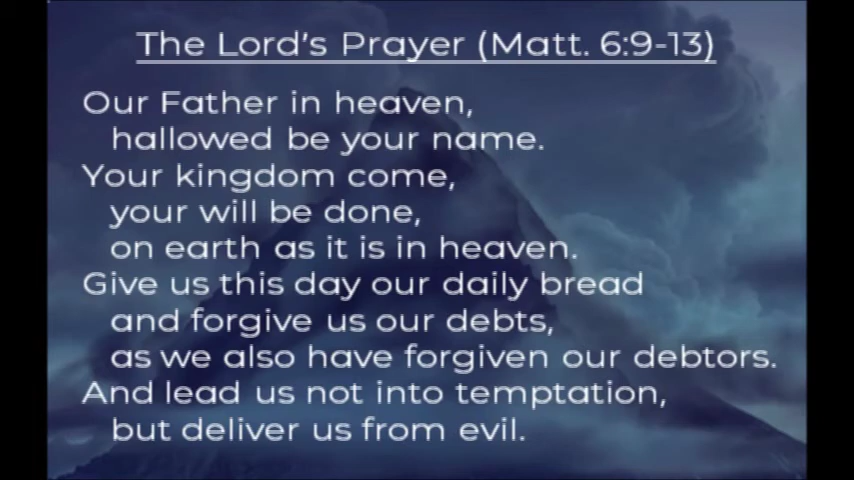 The Lord's Prayer (Matt. 6:9-13)
Our Father in heaven,
hallowed be your name.
Your kingdom come,
your will be done,
on earth as it is in heaven.
Give us this day our daily bread
and forgive us our debts,
as we also have forgiven our debtors.
And lead us not into temptation,
but deliver us from evil.